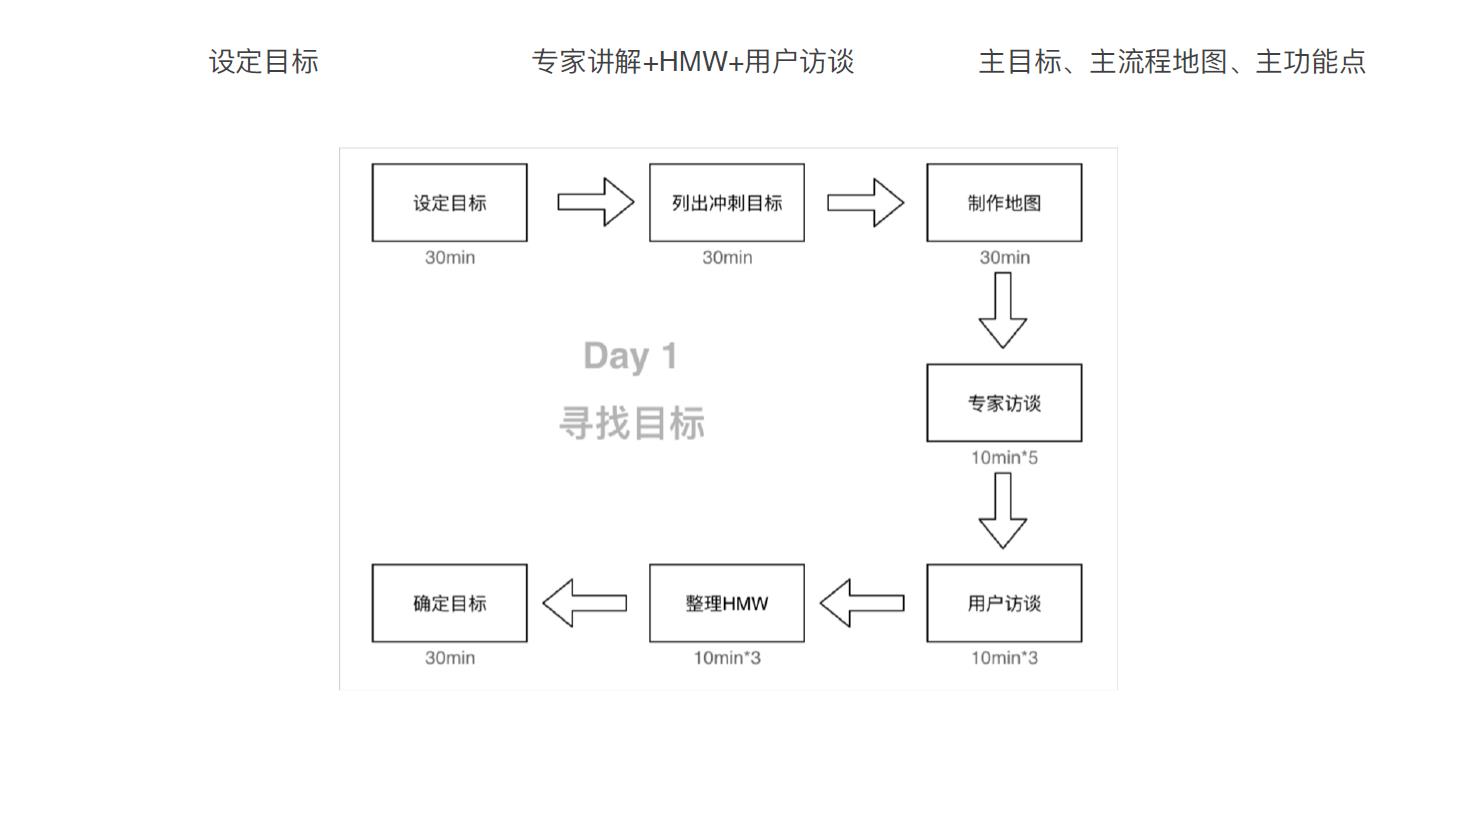 设定目标
专家讲解+HMW+用户访谈
主目标、主流程地图、主功能点
设定目标
列出冲刺目标
制作地图
30min
30min
30min
Day 1
寻找目标
专家访谈
10min*5
确定目标
整理HMW
用户访谈
30min
10min*3
10min*3